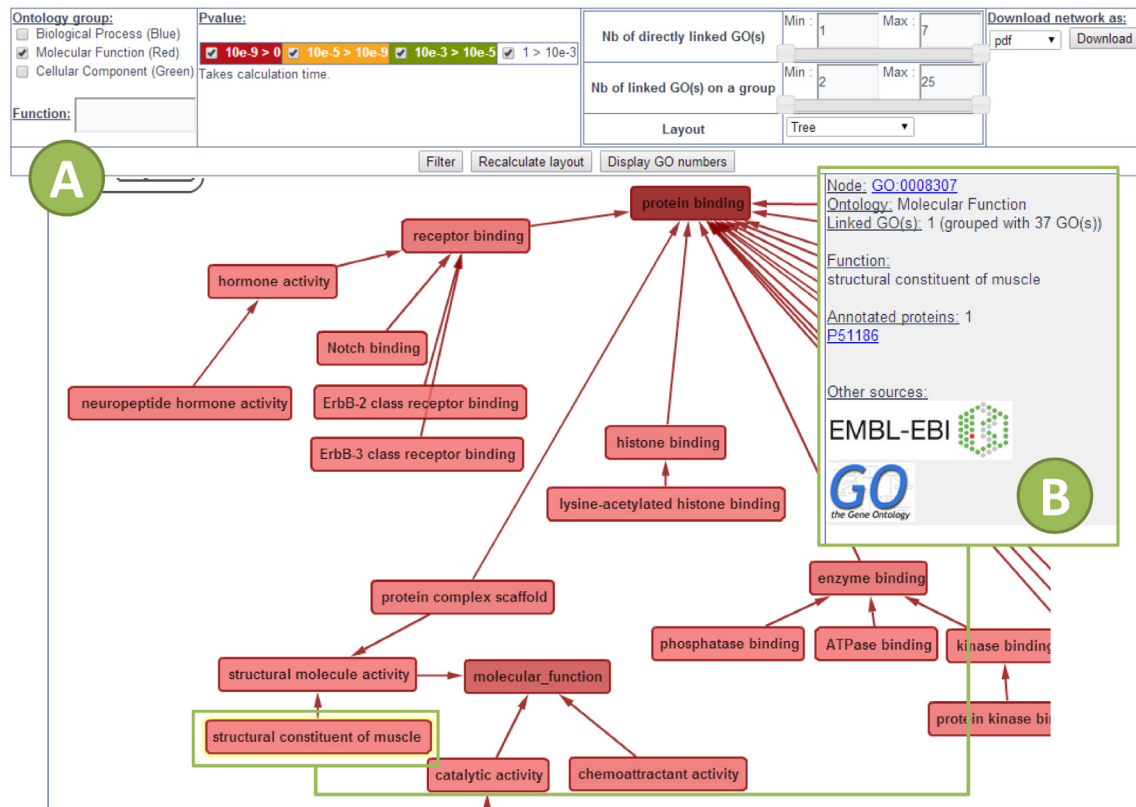 Ontology group:
Biological Process (Blue)
Molecular Function (Red)
Cellular Component (Green)
Function:
Pvalue:
10e-9 > 0 10e-5 > 10e-9 10e-3 > 10e-5 1 > 10e-3
Takes calculation time.
Nb of directly linked GO(s)
Min : 1 Max : 7
Nb of linked GO(s) on a group
Min : 2 Max : 25
Layout Tree
Download network as:
pdf Download
Filter Recalculate layout Display GO numbers
A
protein binding
receptor binding
hormone activity
Notch binding
neuropeptide hormone activity
ErbB-2 class receptor binding
ErbB-3 class receptor binding
histone binding
lysine-acetylated histone binding
enzyme binding
protein complex scaffold
phosphatase binding
ATPase binding
kinase binding
structural molecule activity
molecular_function
protein kinase
structural constituent of muscle
catalytic activity
chemoattractant activity
Node: GO:0008307
Ontology: Molecular Function
Linked GO(s): 1 (grouped with 37 GO(s))
Function:
structural constituent of muscle
Annotated proteins: 1
P51186
Other sources:
EMBL-EBI
GO
the Gene Ontology
B